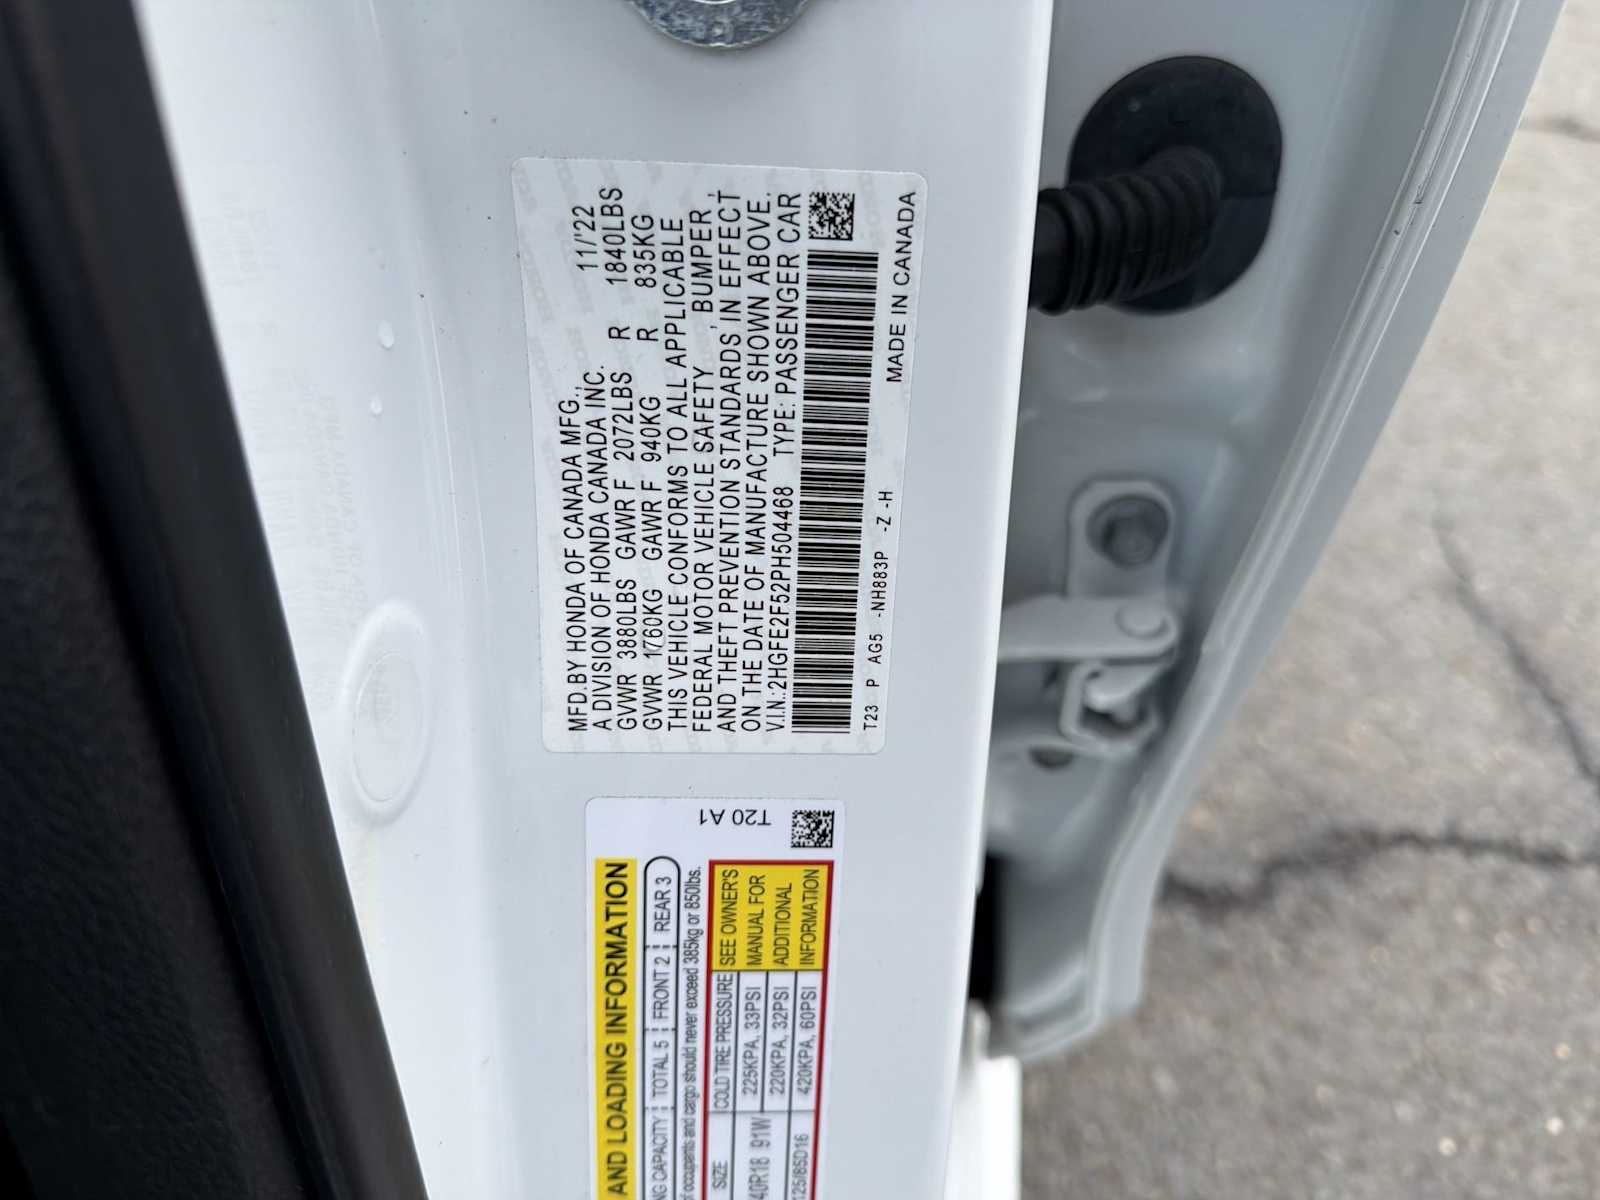 MFD.BY HONDA OF CANADA MFG.,
A DIVISION OF HONDA CANADA INC. 11/'22
GVWR 3880LBS GAWR F 2072LBS R 1840LBS
GVWR 1760KG GAWR F 940KG R 835KG
THIS VEHICLE CONFORMS TO ALL APPLICABLE
FEDERAL MOTOR VEHICLE SAFETY, BUMPER,
AND THEFT PREVENTION STANDARDS IN EFFECT
ON THE DATE OF MANUFACTURE SHOWN ABOVE.
V.I.N.:2HGFE2F52PH504468 TYPE: PASSENGER CAR
T23 P AG5 -NH883P -Z -H
MADE IN CANADA
T20 A1
AND LOADING INFORMATION
CAPACITY TOTAL 5 FRONT 2 REAR 3
of occupants and cargo should never exceed 385kg or 850lbs.
SIZE COLD TIRE PRESSURE SEE OWNER'S
40R18 91W 225KPA, 33PSI MANUAL FOR
220KPA, 32PSI ADDITIONAL
125/85D16 420KPA, 60PSI INFORMATION